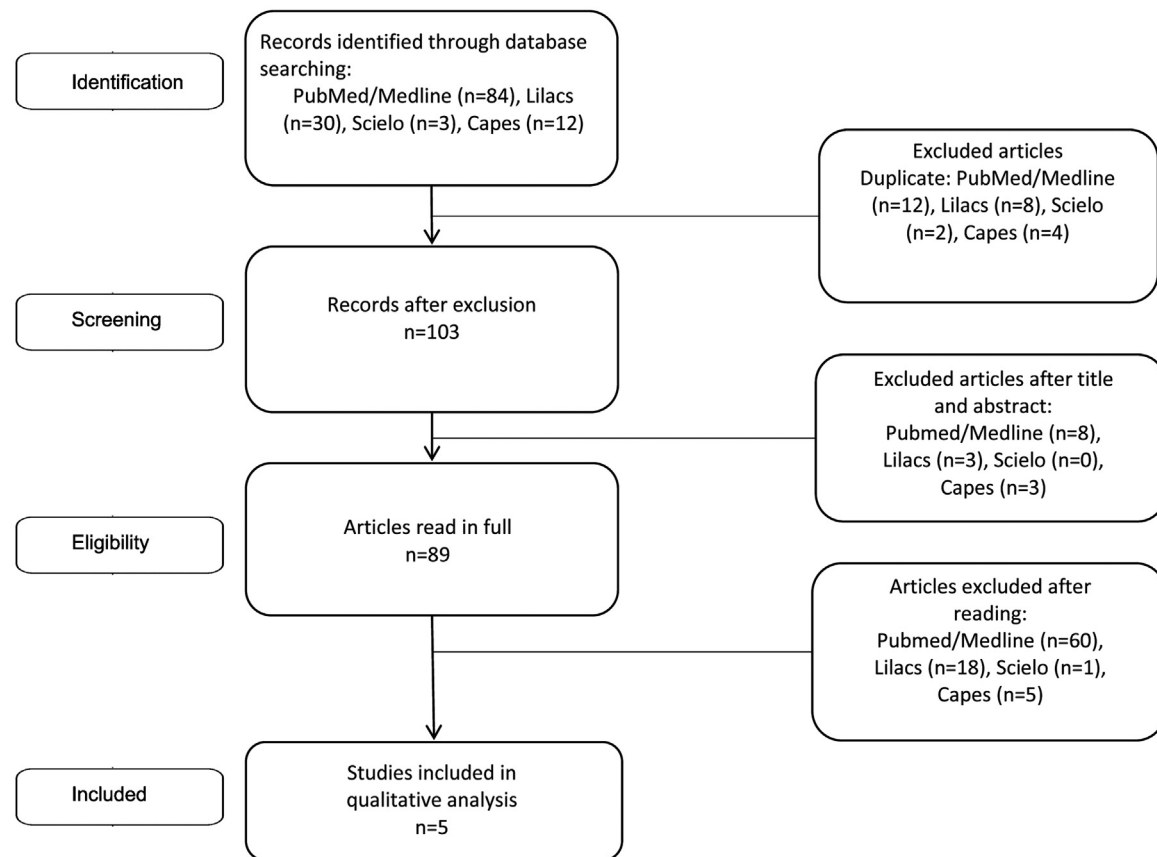 Identification
Records identified through database
searching:
PubMed/Medline (n=84), Lilacs
(n=30), Scielo (n=3), Capes (n=12)
Excluded articles
Duplicate: PubMed/Medline
(n=12), Lilacs (n=8), Scielo
(n=2), Capes (n=4)
Screening
Records after exclusion
n=103
Excluded articles after title
and abstract:
Pubmed/Medline (n=8),
Lilacs (n=3), Scielo (n=0),
Capes (n=3)
Eligibility
Articles read in full
n=89
Articles excluded after
reading:
Pubmed/Medline (n=60),
Lilacs (n=18), Scielo (n=1),
Capes (n=5)
Included
Studies included in
qualitative analysis
n=5